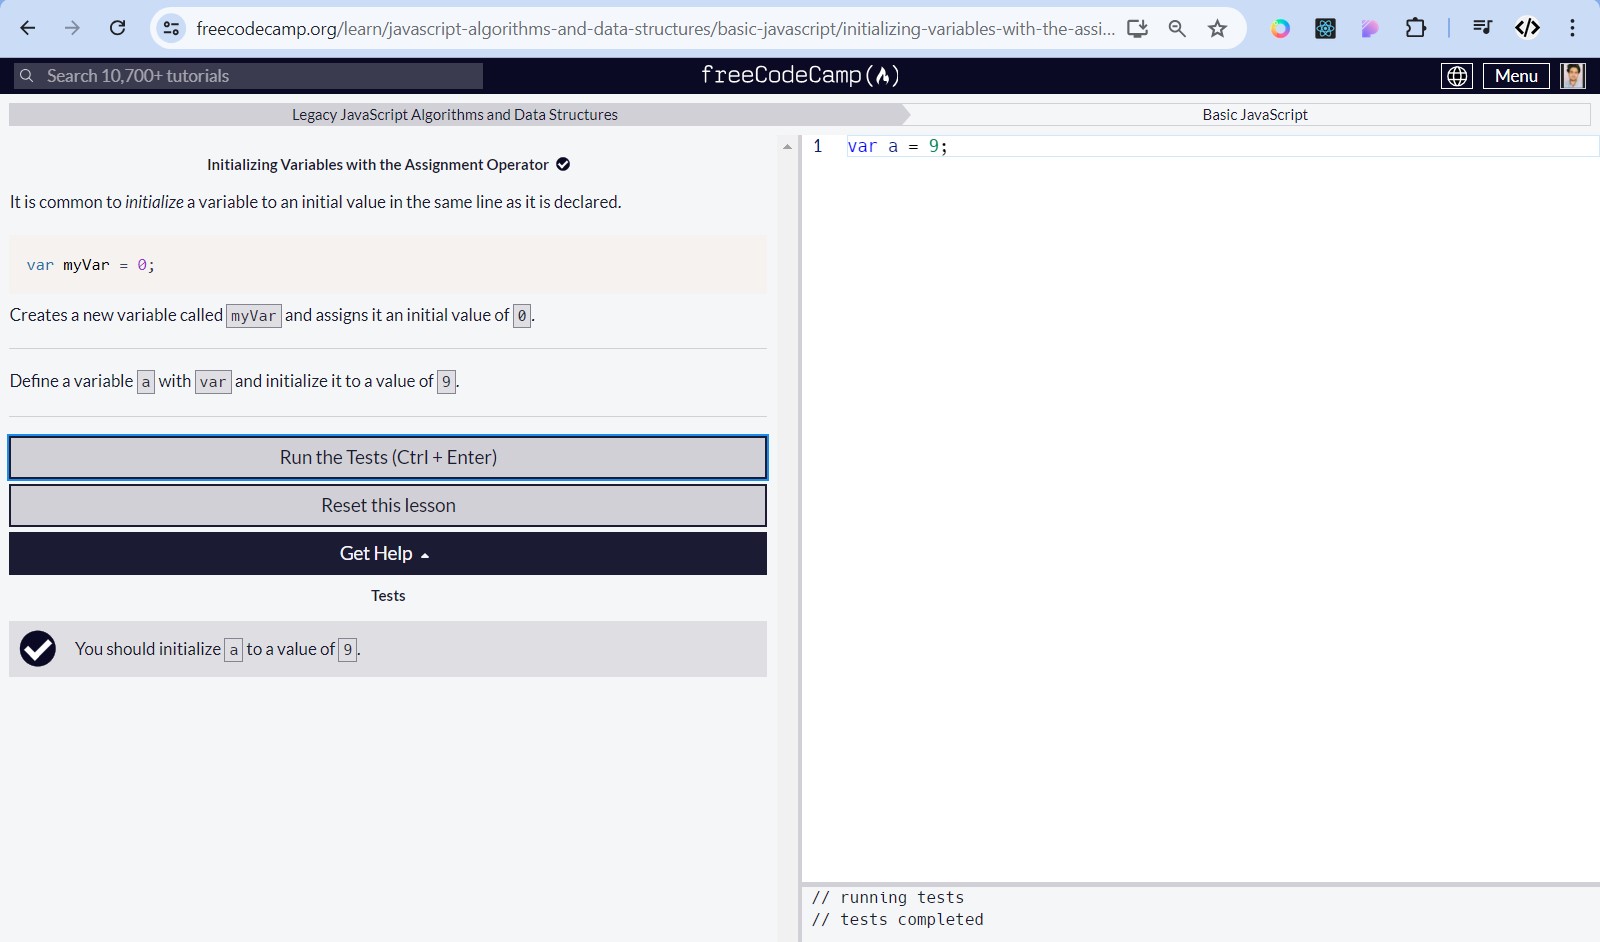 freecodecamp.org/learn/javascript-algorithms-and-data-structures/basic-javascript/initializing-variables-with-the-assi...
Search 10,700+ tutorials
freeCodeCamp
Menu
Legacy JavaScript Algorithms and Data Structures
Basic JavaScript
Initializing Variables with the Assignment Operator
It is common to initialize a variable to an initial value in the same line as it is declared.
var myVar = 0;
Creates a new variable called myVar and assigns it an initial value of 0.
Define a variable a with var and initialize it to a value of 9.
Run the Tests (Ctrl + Enter)
Reset this lesson
Get Help
Tests
You should initialize a to a value of 9.
1 var a = 9;
// running tests
// tests completed